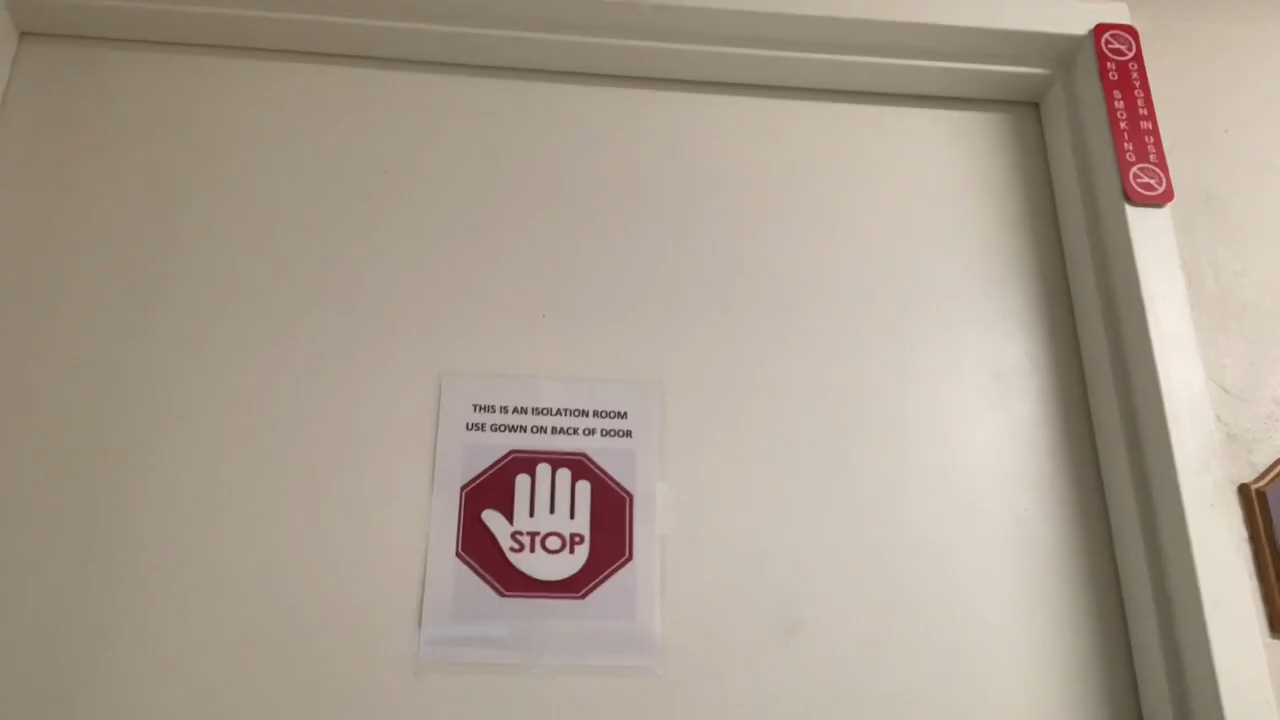 THIS IS AN ISOLATION ROOM
USE GOWN ON BACK OF DOOR
STOP
OXYGEN IN USE
NO SMOKING